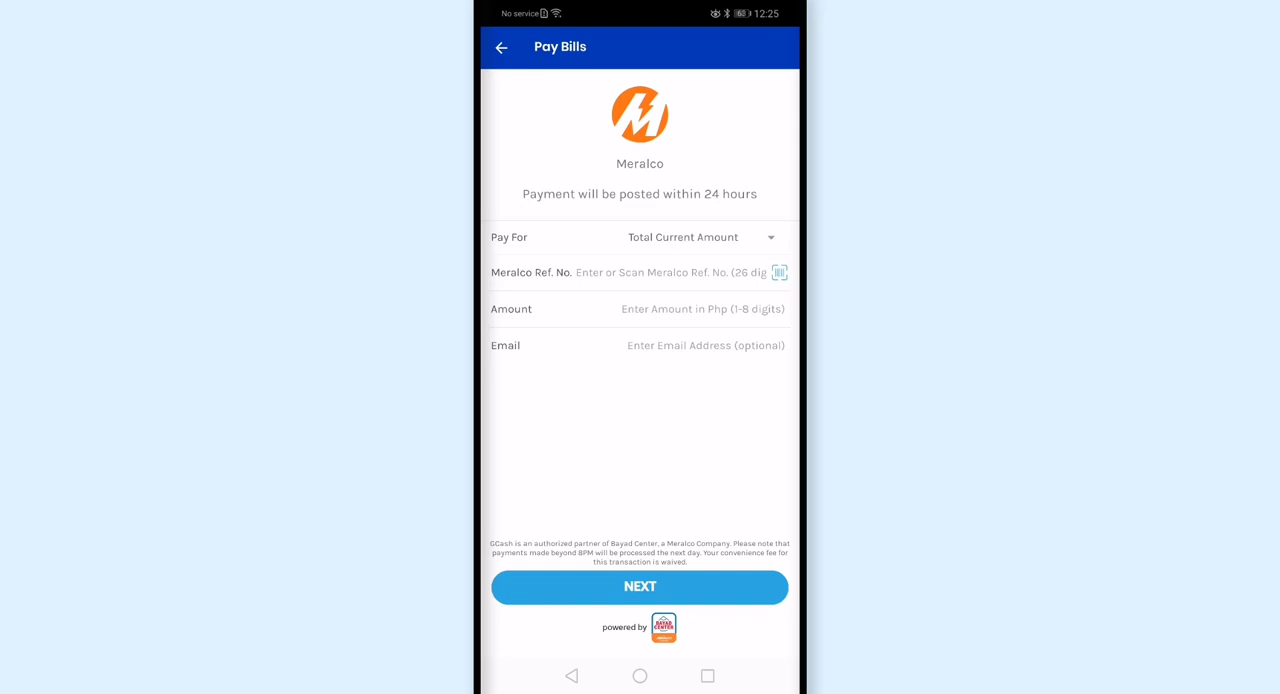 No service 63 12:25
Pay Bills
Meralco
Payment will be posted within 24 hours
Pay For Total Current Amount
Meralco Ref. No. Enter or Scan Meralco Ref. No. (26 dig
Amount Enter Amount in Php (1-8 digits)
Email Enter Email Address (optional)
GCash is an authorized partner of Bayad Center, a Meralco Company. Please note that
payments made beyond 8PM will be processed the next day. Your convenience fee for
this transaction is waived.
NEXT
powered by BAYAD
CENTER